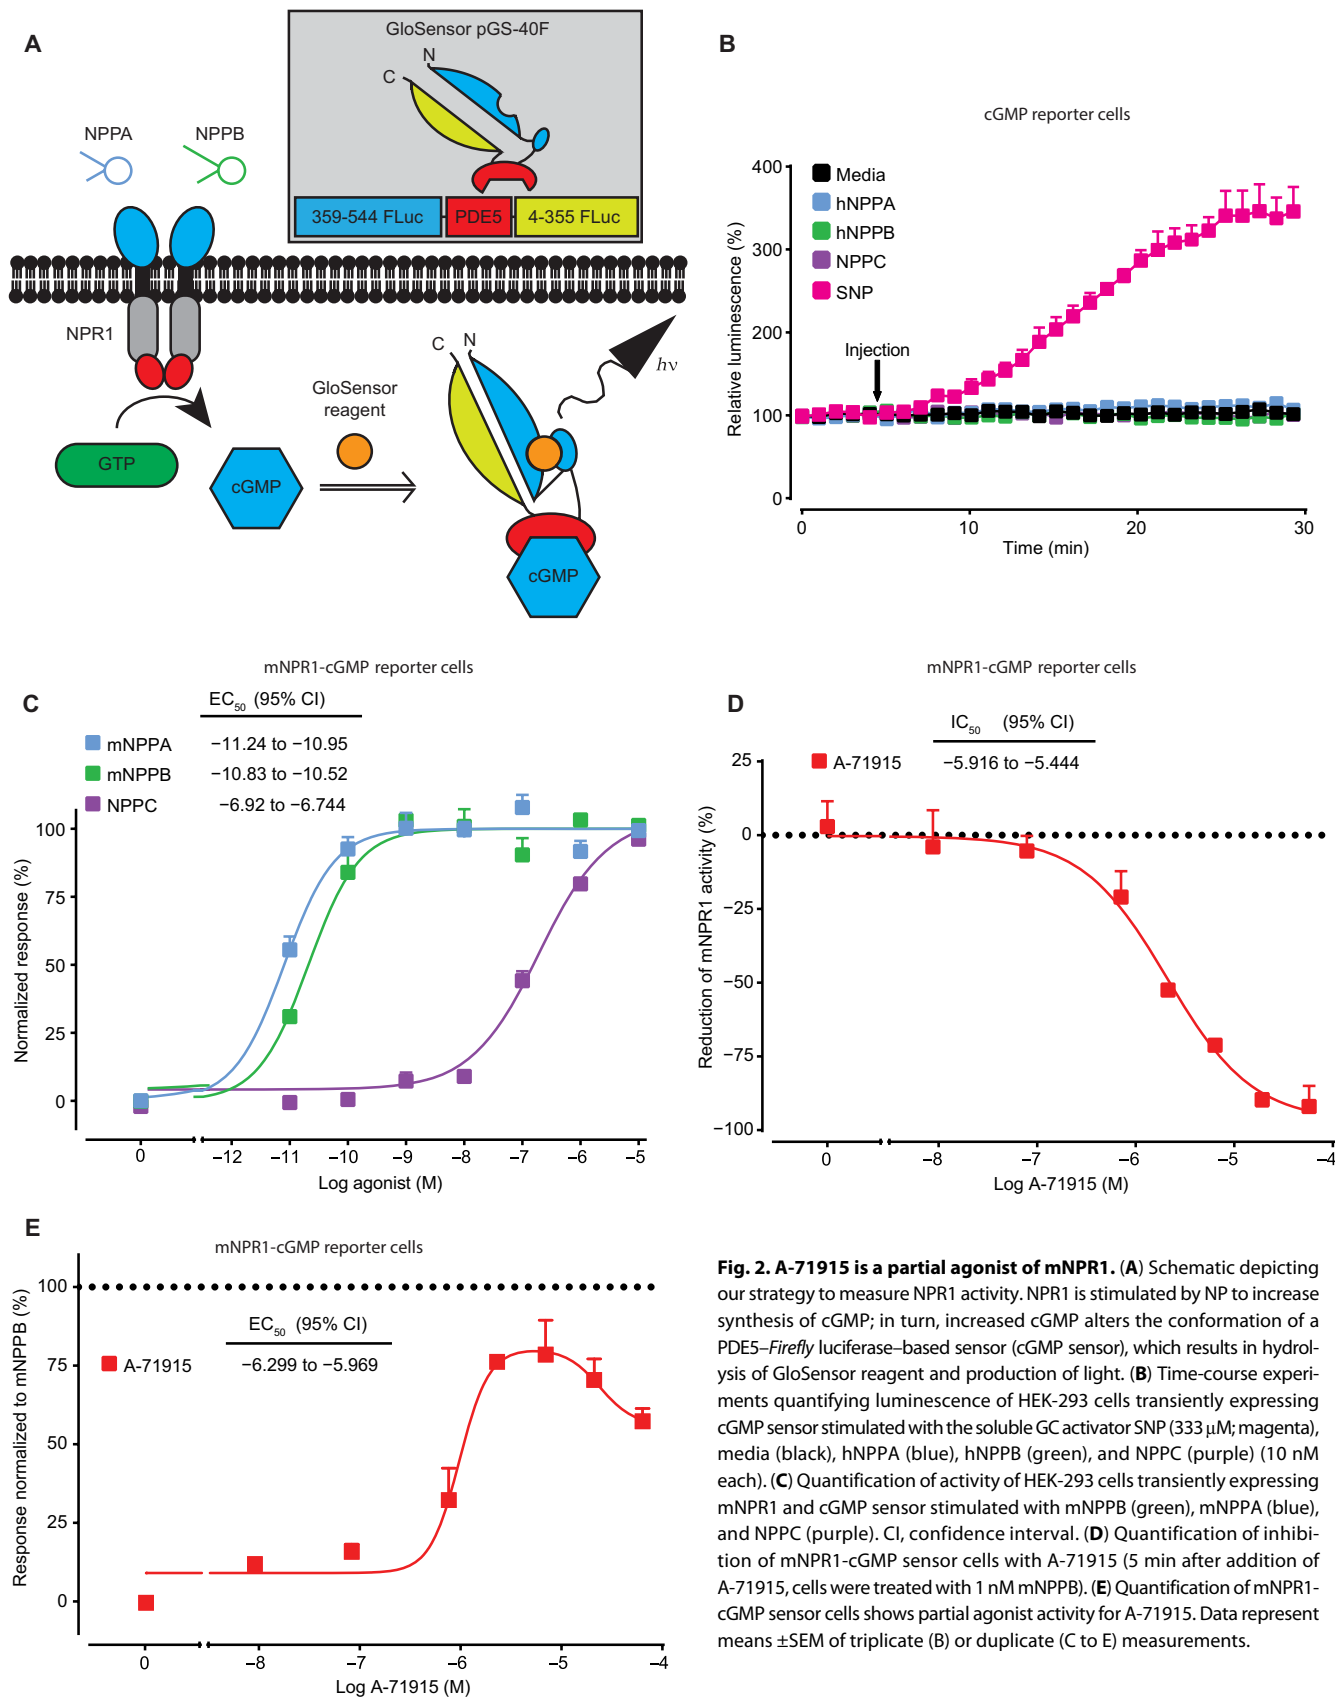 A
GloSensor pGS-40F
N
C
359-544 FLuc
PDE5
4-355 FLuc
NPPA
NPPB
NPR1
GTP
cGMP
GloSensor
reagent
C
N
hν
cGMP
B
cGMP reporter cells
Media
hNPPA
hNPPB
NPPC
SNP
Injection
Relative luminescence (%)
400
300
200
100
0
0
10
20
30
Time (min)
C
mNPR1-cGMP reporter cells
EC50 (95% CI)
mNPPA −11.24 to −10.95
mNPPB −10.83 to −10.52
NPPC −6.92 to −6.744
Normalized response (%)
100
75
50
25
0
0 −12 −11 −10 −9 −8 −7 −6 −5
Log agonist (M)
D
mNPR1-cGMP reporter cells
IC50 (95% CI)
A-71915 −5.916 to −5.444
Reduction of mNPR1 activity (%)
25
0
−25
−50
−75
−100
0 −8 −7 −6 −5 −4
Log A-71915 (M)
E
mNPR1-cGMP reporter cells
EC50 (95% CI)
A-71915 −6.299 to −5.969
Response normalized to mNPPB (%)
100
75
50
25
0
0 −8 −7 −6 −5 −4
Log A-71915 (M)
Fig. 2. A-71915 is a partial agonist of mNPR1. (A) Schematic depicting
our strategy to measure NPR1 activity. NPR1 is stimulated by NP to increase
synthesis of cGMP; in turn, increased cGMP alters the conformation of a
PDE5–Firefly luciferase–based sensor (cGMP sensor), which results in hydrol-
ysis of GloSensor reagent and production of light. (B) Time-course experi-
ments quantifying luminescence of HEK-293 cells transiently expressing
cGMP sensor stimulated with the soluble GC activator SNP (333 μM; magenta),
media (black), hNPPA (blue), hNPPB (green), and NPPC (purple) (10 nM
each). (C) Quantification of activity of HEK-293 cells transiently expressing
mNPR1 and cGMP sensor stimulated with mNPPB (green), mNPPA (blue),
and NPPC (purple). CI, confidence interval. (D) Quantification of inhibi-
tion of mNPR1-cGMP sensor cells with A-71915 (5 min after addition of
A-71915, cells were treated with 1 nM mNPPB). (E) Quantification of mNPR1-
cGMP sensor cells shows partial agonist activity for A-71915. Data represent
means ±SEM of triplicate (B) or duplicate (C to E) measurements.